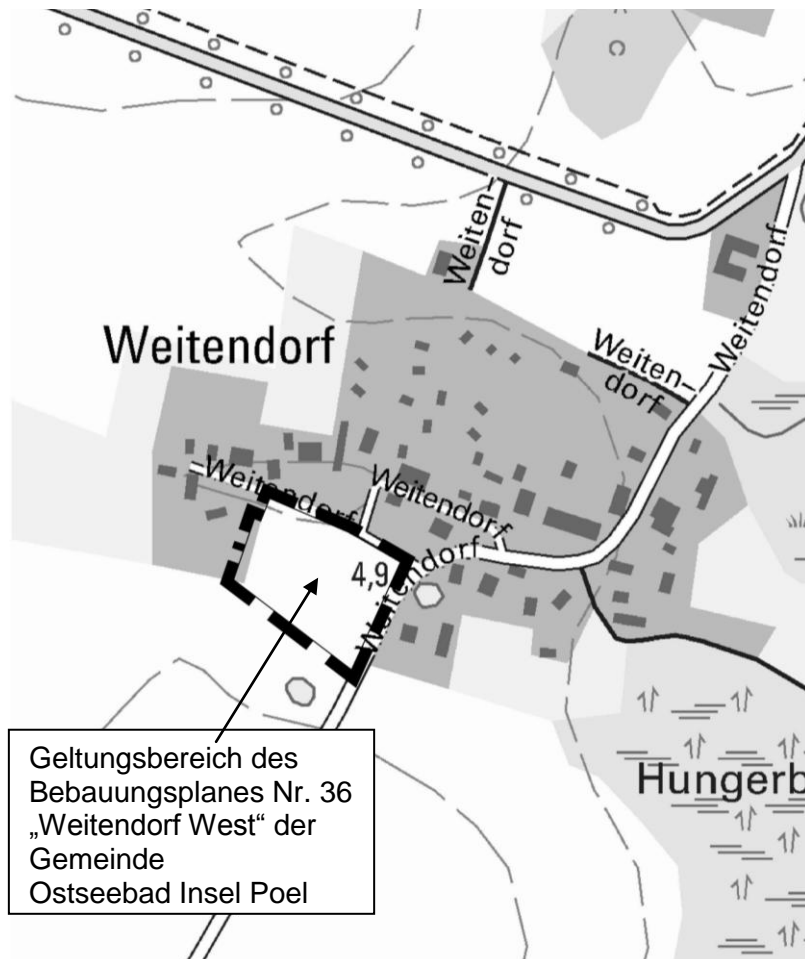 Weiten-
dorf
Weitendorf
Weitendorf
Weiten-
dorf
Weitendorf
Weitendorf
Weitendorf
4,9
Geltungsbereich des
Bebauungsplanes Nr. 36
„Weitendorf West“ der
Gemeinde
Ostseebad Insel Poel
Hungerb